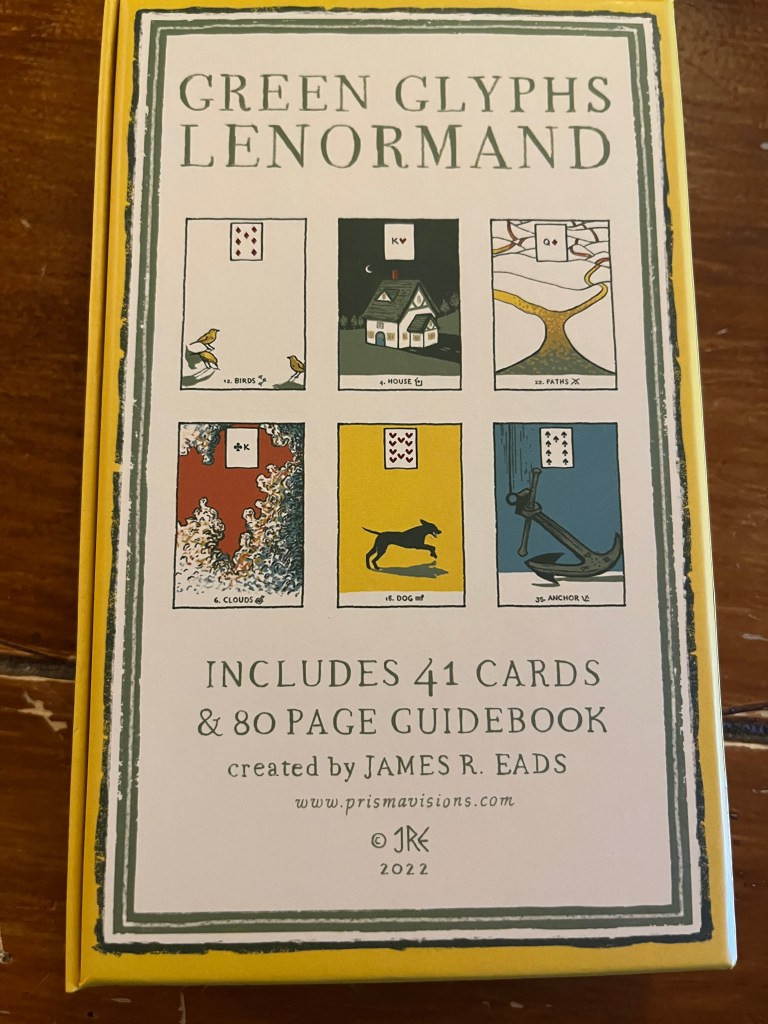 GREEN GLYPHS
LENORMAND
K♥
Q♦
12. BIRDS
4. HOUSE
22. PATHS
♣K
6. CLOUDS
18. DOG
35. ANCHOR
INCLUDES 41 CARDS
& 80 PAGE GUIDEBOOK
created by JAMES R. EADS
www.prismavisions.com
© JRE
2022